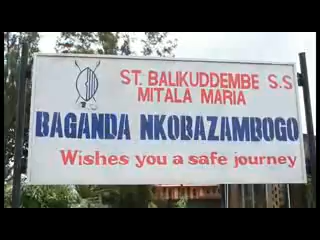 ST. BALIKUDDEMBE S.S
MITALA MARIA
BAGANDA NKOBAZAMBOGO
Wishes you a safe journey